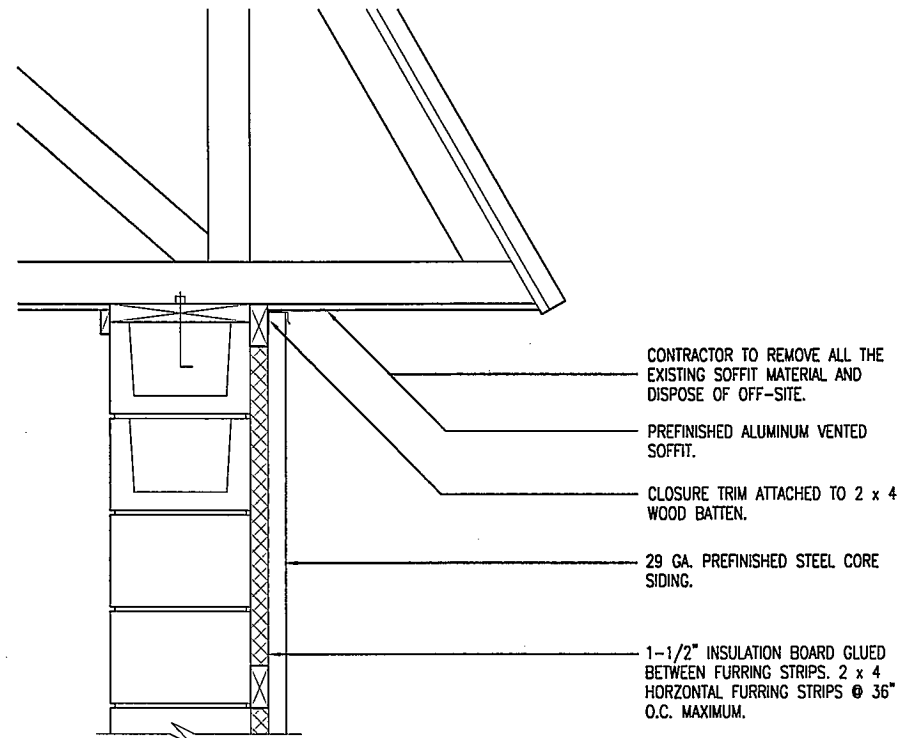 CONTRACTOR TO REMOVE ALL THE
EXISTING SOFFIT MATERIAL AND
DISPOSE OF OFF-SITE.
PREFINISHED ALUMINUM VENTED
SOFFIT.
CLOSURE TRIM ATTACHED TO 2 x 4
WOOD BATTEN.
29 GA. PREFINISHED STEEL CORE
SIDING.
1-1/2" INSULATION BOARD GLUED
BETWEEN FURRING STRIPS. 2 x 4
HORZONTAL FURRING STRIPS @ 36"
O.C. MAXIMUM.